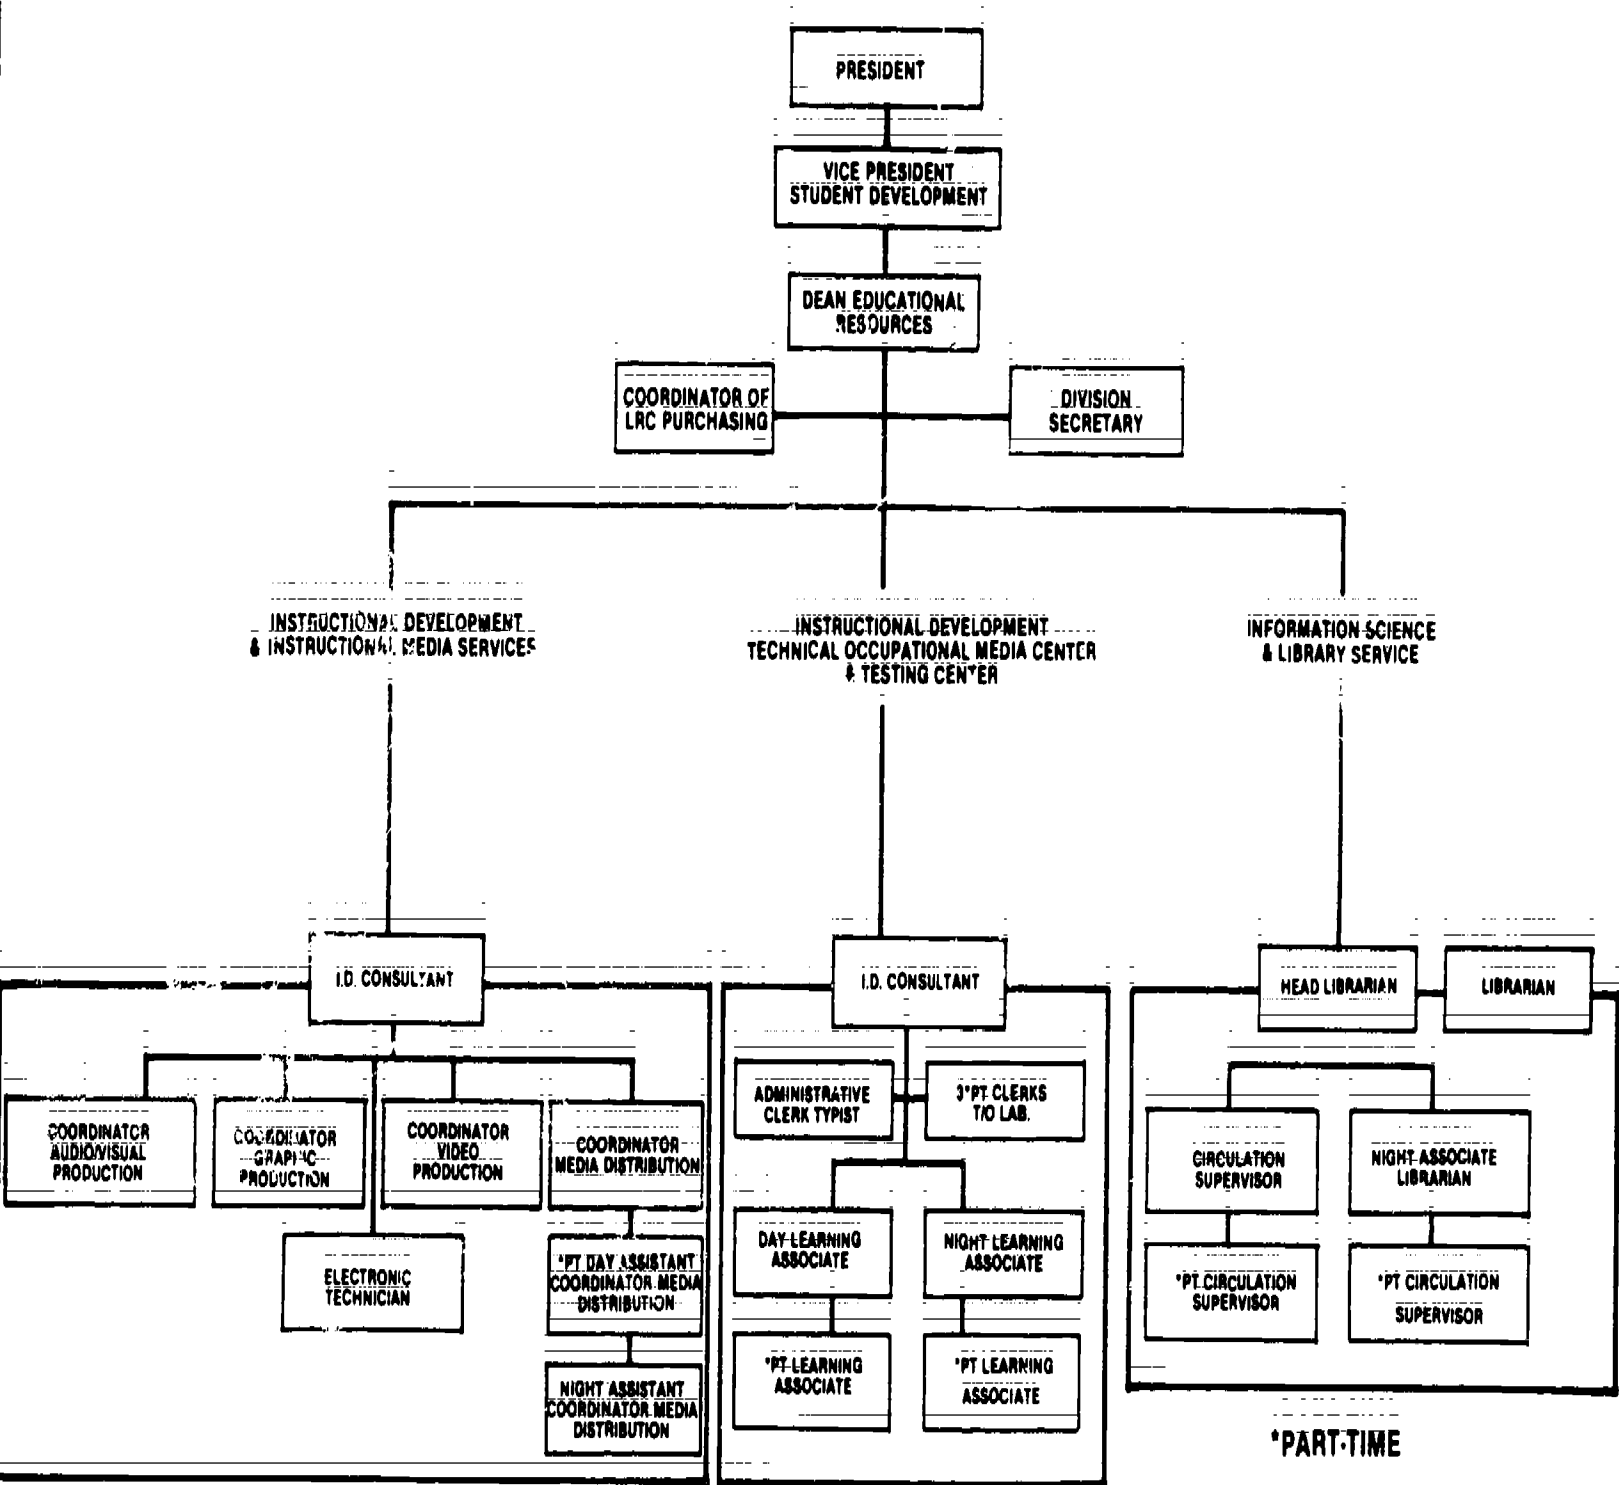 PRESIDENT
VICE PRESIDENT
STUDENT DEVELOPMENT
DEAN EDUCATIONAL
RESOURCES
COORDINATOR OF
LRC PURCHASING
DIVISION
SECRETARY
INSTRUCTIONAL DEVELOPMENT
& INSTRUCTIONAL MEDIA SERVICES
INSTRUCTIONAL DEVELOPMENT
TECHNICAL OCCUPATIONAL MEDIA CENTER
& TESTING CENTER
INFORMATION SCIENCE
& LIBRARY SERVICE
I.D. CONSULTANT
I.D. CONSULTANT
HEAD LIBRARIAN
LIBRARIAN
COORDINATOR
AUDIO/VISUAL
PRODUCTION
COORDINATOR
GRAPHIC
PRODUCTION
COORDINATOR
VIDEO
PRODUCTION
COORDINATOR
MEDIA DISTRIBUTION
ELECTRONIC
TECHNICIAN
*PT DAY ASSISTANT
COORDINATOR MEDIA
DISTRIBUTION
NIGHT ASSISTANT
COORDINATOR MEDIA
DISTRIBUTION
ADMINISTRATIVE
CLERK TYPIST
3*PT CLERKS
T/O LAB.
DAY LEARNING
ASSOCIATE
NIGHT LEARNING
ASSOCIATE
*PT LEARNING
ASSOCIATE
*PT LEARNING
ASSOCIATE
CIRCULATION
SUPERVISOR
NIGHT ASSOCIATE
LIBRARIAN
*PT CIRCULATION
SUPERVISOR
*PT CIRCULATION
SUPERVISOR
*PART-TIME